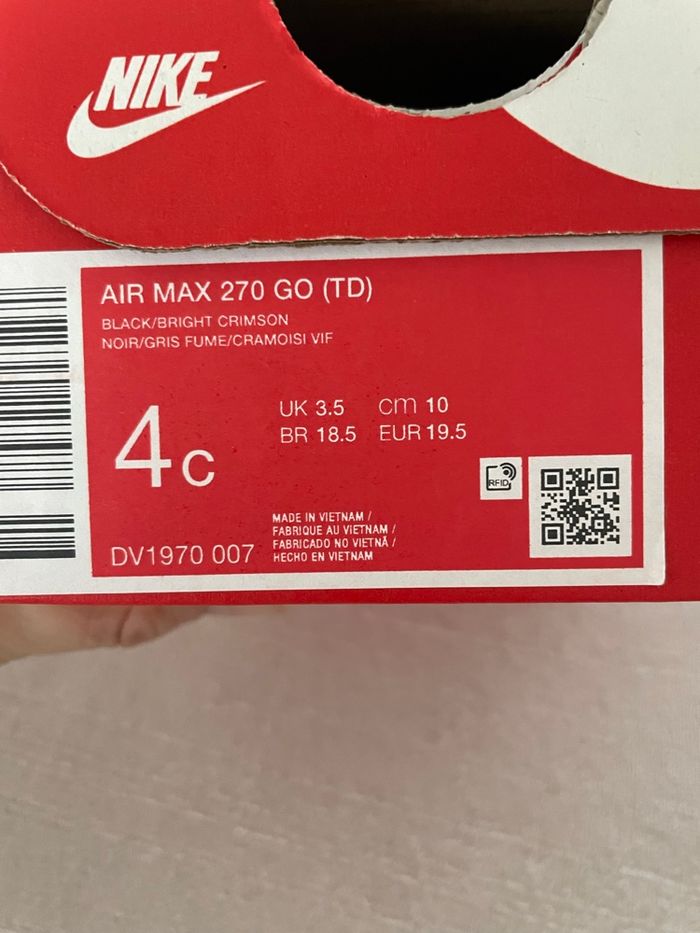 NIKE
AIR MAX 270 GO (TD)
BLACK/BRIGHT CRIMSON
NOIR/GRIS FUME/CRAMOISI VIF
4C
UK 3.5 cm 10
BR 18.5 EUR 19.5
RFID
DV1970 007
MADE IN VIETNAM /
FABRIQUE AU VIETNAM /
FABRICADO NO VIETNÃ /
HECHO EN VIETNAM